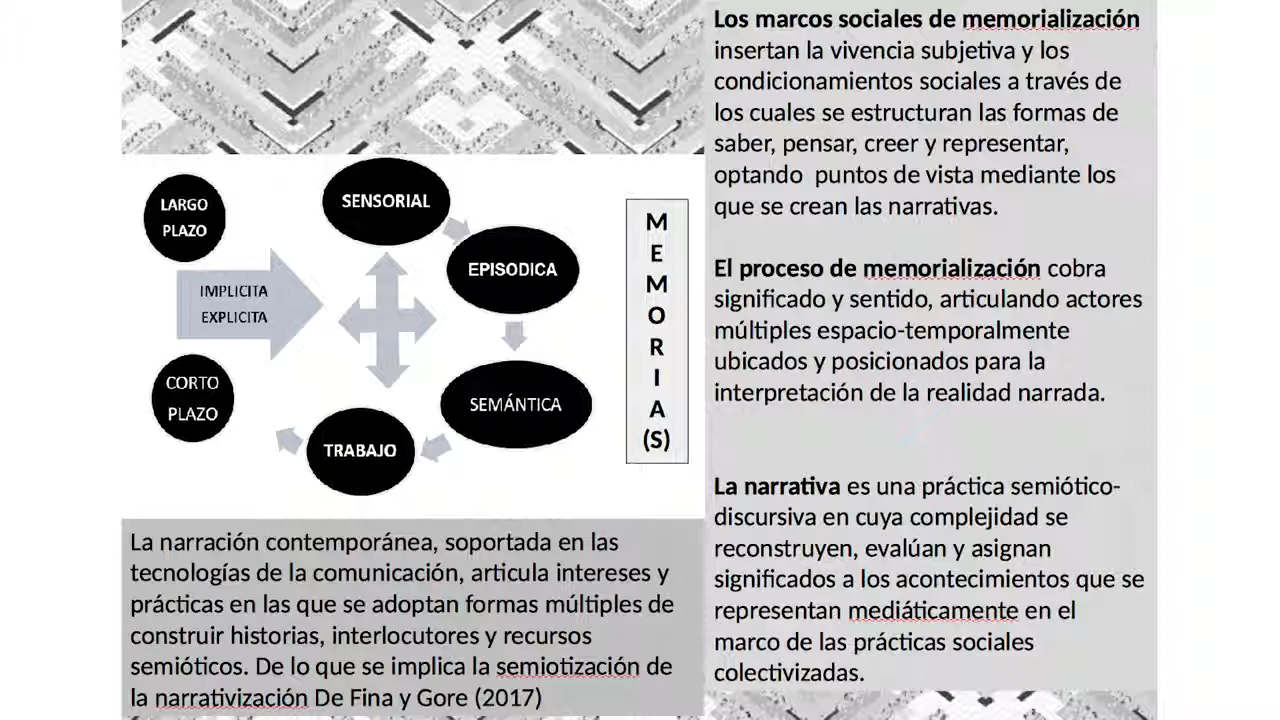 LARGO
PLAZO
IMPLICITA
EXPLICITA
CORTO
PLAZO
SENSORIAL
EPISODICA
SEMÁNTICA
TRABAJO
M
E
M
O
R
I
A
(S)
La narración contemporánea, soportada en las
tecnologías de la comunicación, articula intereses y
prácticas en las que se adoptan formas múltiples de
construir historias, interlocutores y recursos
semióticos. De lo que se implica la semiotización de
la narrativización De Fina y Gore (2017)
Los marcos sociales de memorialización
insertan la vivencia subjetiva y los
condicionamientos sociales a través de
los cuales se estructuran las formas de
saber, pensar, creer y representar,
optando  puntos de vista mediante los
que se crean las narrativas.
El proceso de memorialización cobra
significado y sentido, articulando actores
múltiples espacio-temporalmente
ubicados y posicionados para la
interpretación de la realidad narrada.
La narrativa es una práctica semiótico-
discursiva en cuya complejidad se
reconstruyen, evalúan y asignan
significados a los acontecimientos que se
representan mediáticamente en el
marco de las prácticas sociales
colectivizadas.